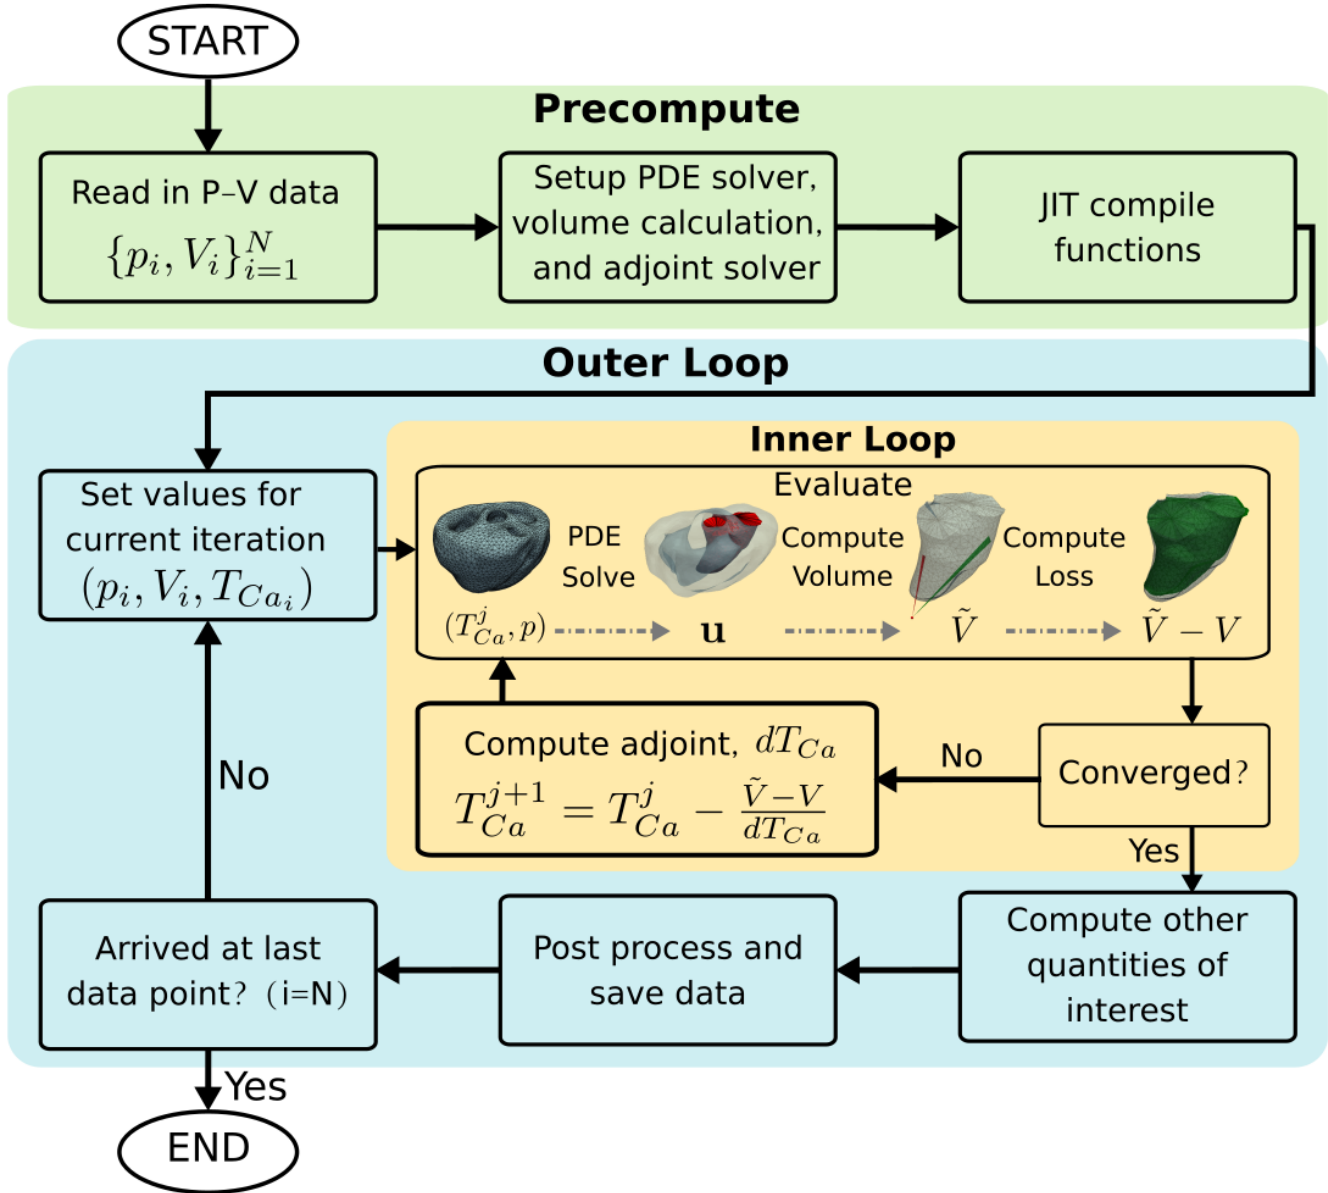 START
Precompute
Read in P–V data
{p_i, V_i}_{i=1}^N
Setup PDE solver,
volume calculation,
and adjoint solver
JIT compile
functions
Outer Loop
Set values for
current iteration
(p_i, V_i, T_{Ca_i})
Inner Loop
Evaluate
PDE
Solve
Compute
Volume
Compute
Loss
(T_{Ca}^j, p)
u
Ṽ
Ṽ − V
Compute adjoint, dT_{Ca}
T_{Ca}^{j+1} = T_{Ca}^j − \frac{Ṽ−V}{dT_{Ca}}
No
Converged?
Yes
No
Compute other
quantities of
interest
Post process and
save data
Arrived at last
data point? (i=N)
Yes
END